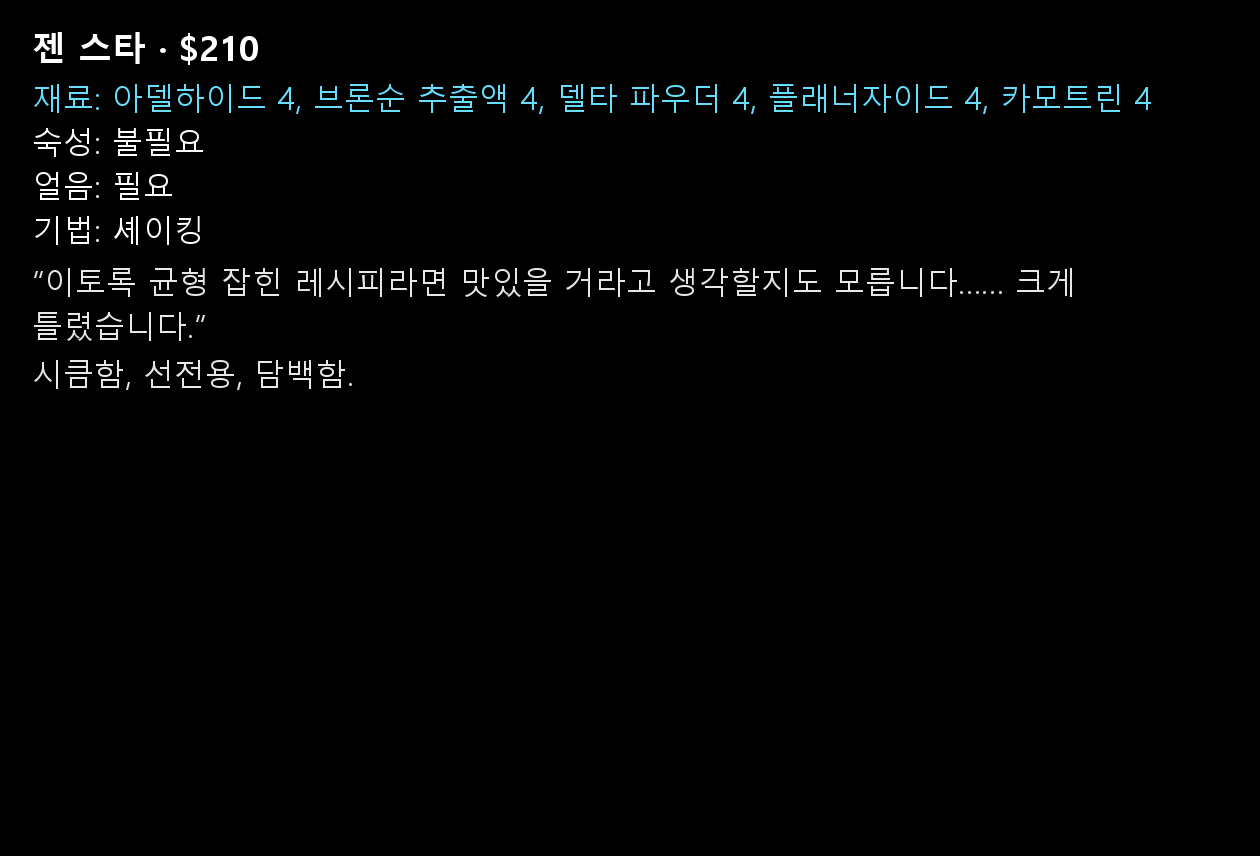 젠 스타 · $210
재료: 아델하이드 4, 브론슨 추출액 4, 델타 파우더 4, 플래너자이드 4, 카모트린 4
숙성: 불필요
얼음: 필요
기법: 셰이킹
“이토록 균형 잡힌 레시피라면 맛있을 거라고 생각할지도 모릅니다…… 크게
틀렸습니다.”
시큼함, 선전용, 담백함.